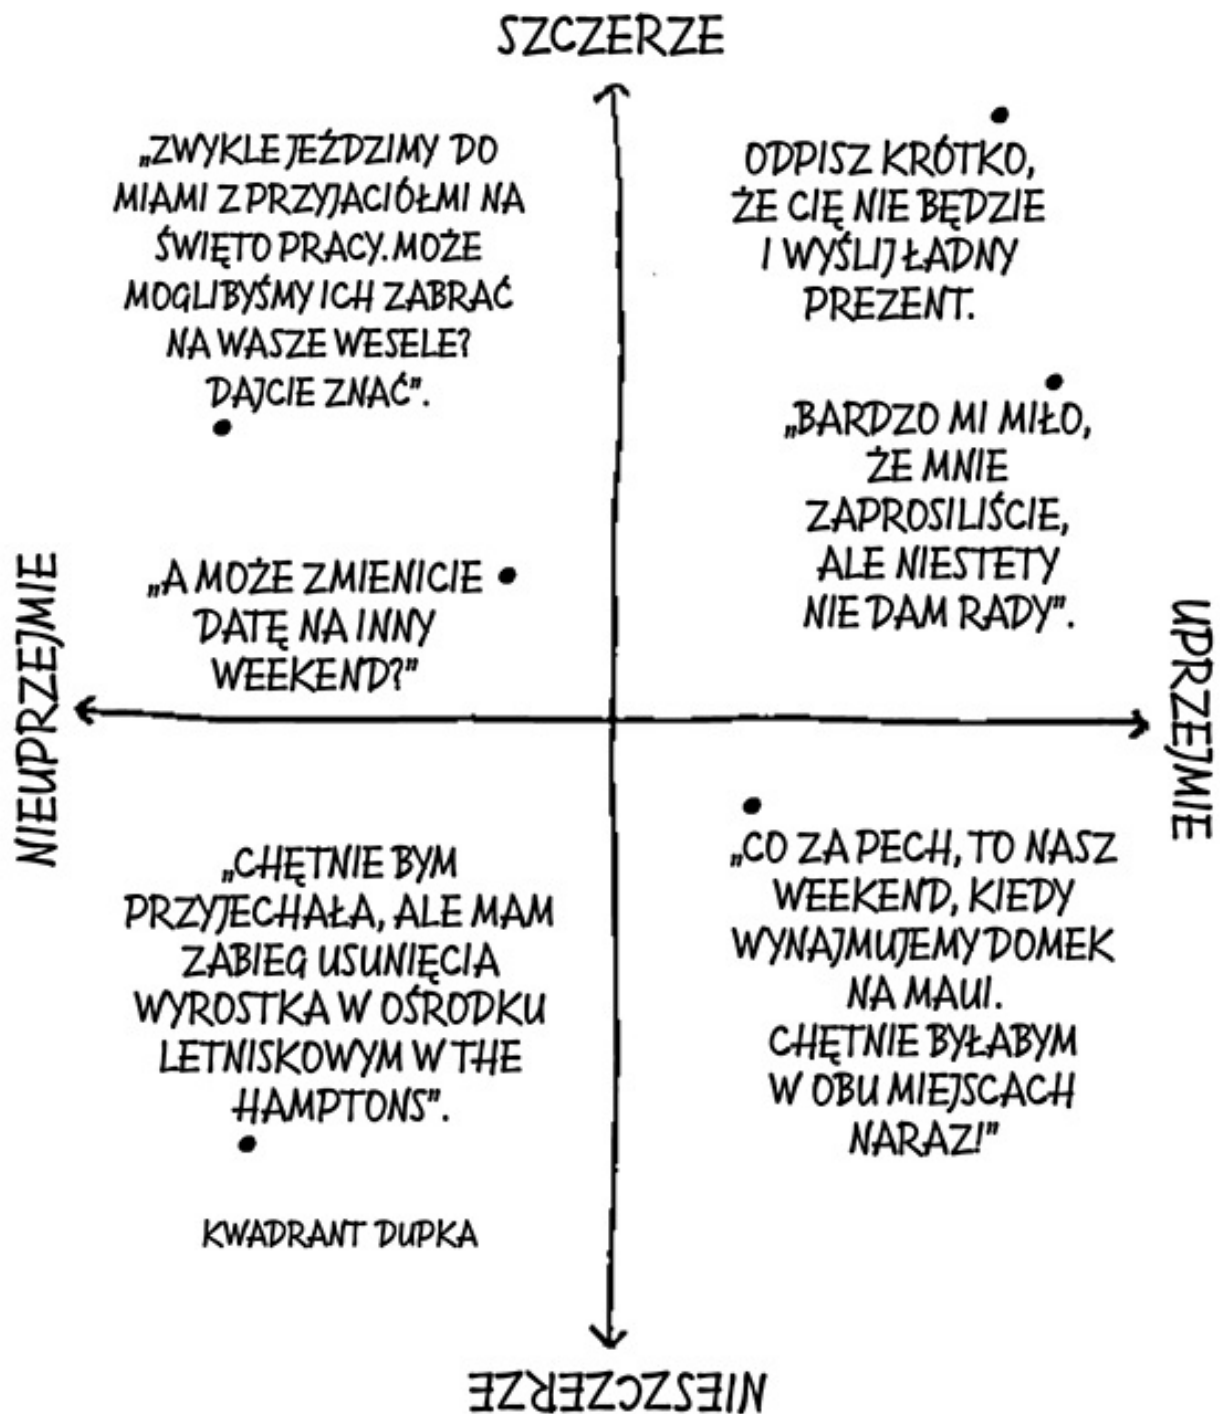 SZCZERZE
„ZWYKLE JEŹDZIMY DO
MIAMI Z PRZYJACIÓŁMI NA
ŚWIĘTO PRACY. MOŻE
MOGLIBYŚMY ICH ZABRAĆ
NA WASZE WESELE?
DAJCIE ZNAĆ”.
ODPISZ KRÓTKO,
ŻE CIĘ NIE BĘDZIE
I WYŚLIJ ŁADNY
PREZENT.
„BARDZO MI MIŁO,
ŻE MNIE
ZAPROSILIŚCIE,
ALE NIESTETY
NIE DAM RADY”.
„A MOŻE ZMIENICIE
DATĘ NA INNY
WEEKEND?”
NIEUPRZEJMIE
UPRZEJMIE
„CHĘTNIE BYM
PRZYJECHAŁA, ALE MAM
ZABIEG USUNIĘCIA
WYROSTKA W OŚRODKU
LETNISKOWYM W THE
HAMPTONS”.
KWADRANT DUPKA
„CO ZA PECH, TO NASZ
WEEKEND, KIEDY
WYNAJMUJEMY DOMEK
NA MAUI.
CHĘTNIE BYŁABYM
W OBU MIEJSCACH
NARAZ!”
NIESZCZERZE